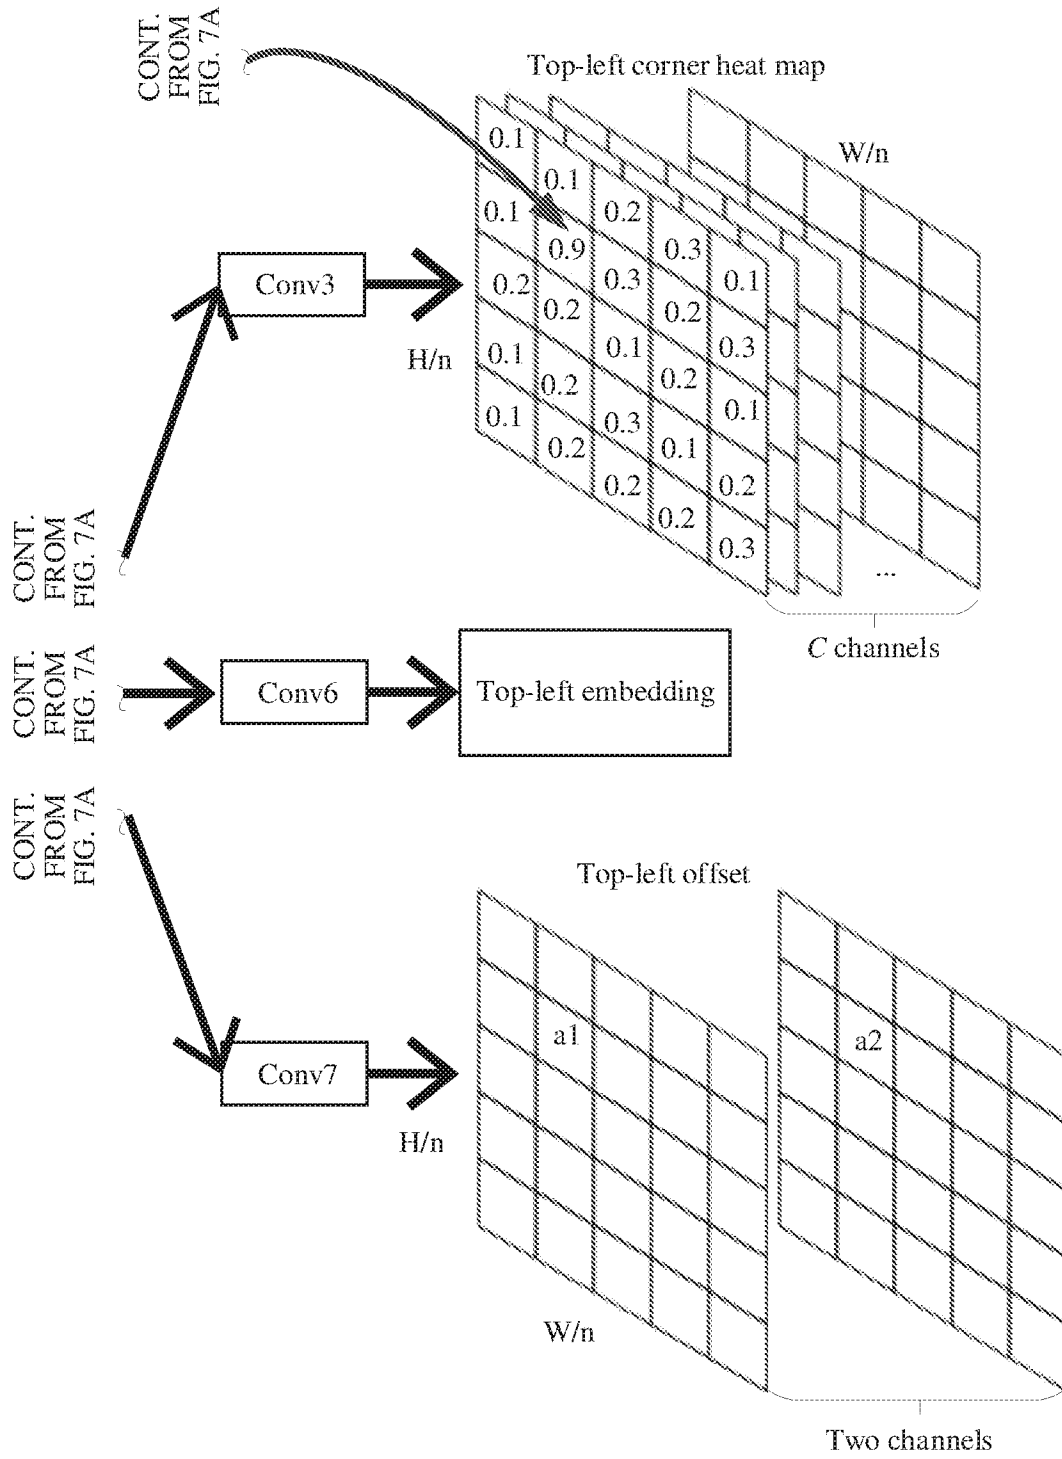 CONT.
FROM
FIG. 7A
Top-left corner heat map
W/n
0.1 0.1 0.2 0.3 0.1
0.1 0.9 0.3 0.2 0.3
0.2 0.2 0.1 0.2 0.1
0.1 0.2 0.3 0.1 0.2
0.1 0.2 0.2 0.2 0.3
Conv3
H/n
...
C channels
CONT.
FROM
FIG. 7A
CONT.
FROM
FIG. 7A
Conv6
Top-left embedding
CONT.
FROM
FIG. 7A
Top-left offset
a1
a2
Conv7
H/n
W/n
Two channels